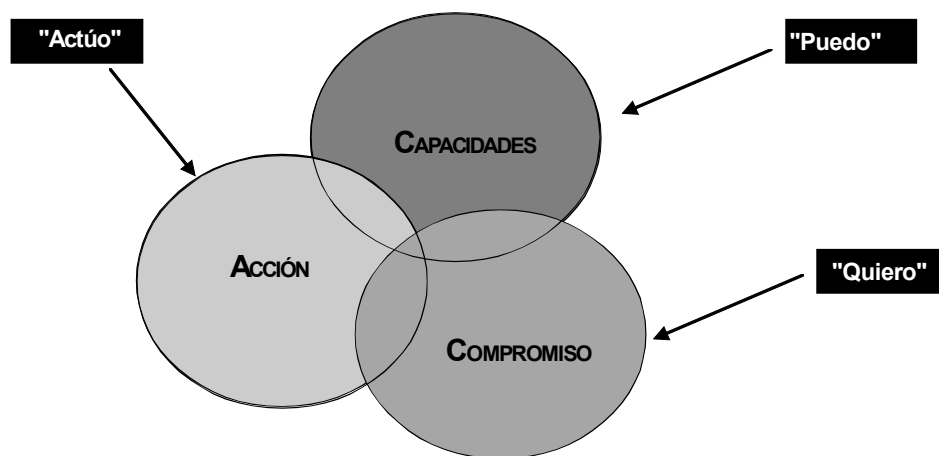 "Actúo"
"Puedo"
CAPACIDADES
ACCIÓN
"Quiero"
COMPROMISO